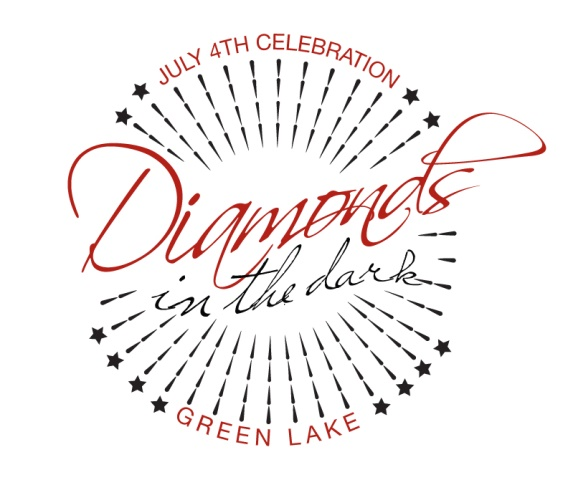 JULY 4TH CELEBRATION
Diamonds
in the dark
GREEN LAKE